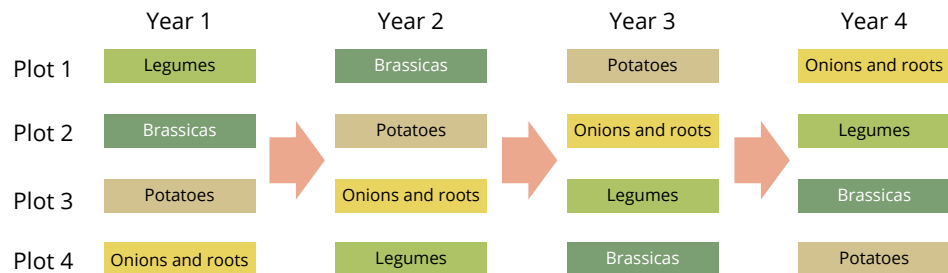 Year 1 Year 2 Year 3 Year 4
Plot 1 Legumes Brassicas Potatoes Onions and roots
Plot 2 Brassicas Potatoes Onions and roots Legumes
Plot 3 Potatoes Onions and roots Legumes Brassicas
Plot 4 Onions and roots Legumes Brassicas Potatoes